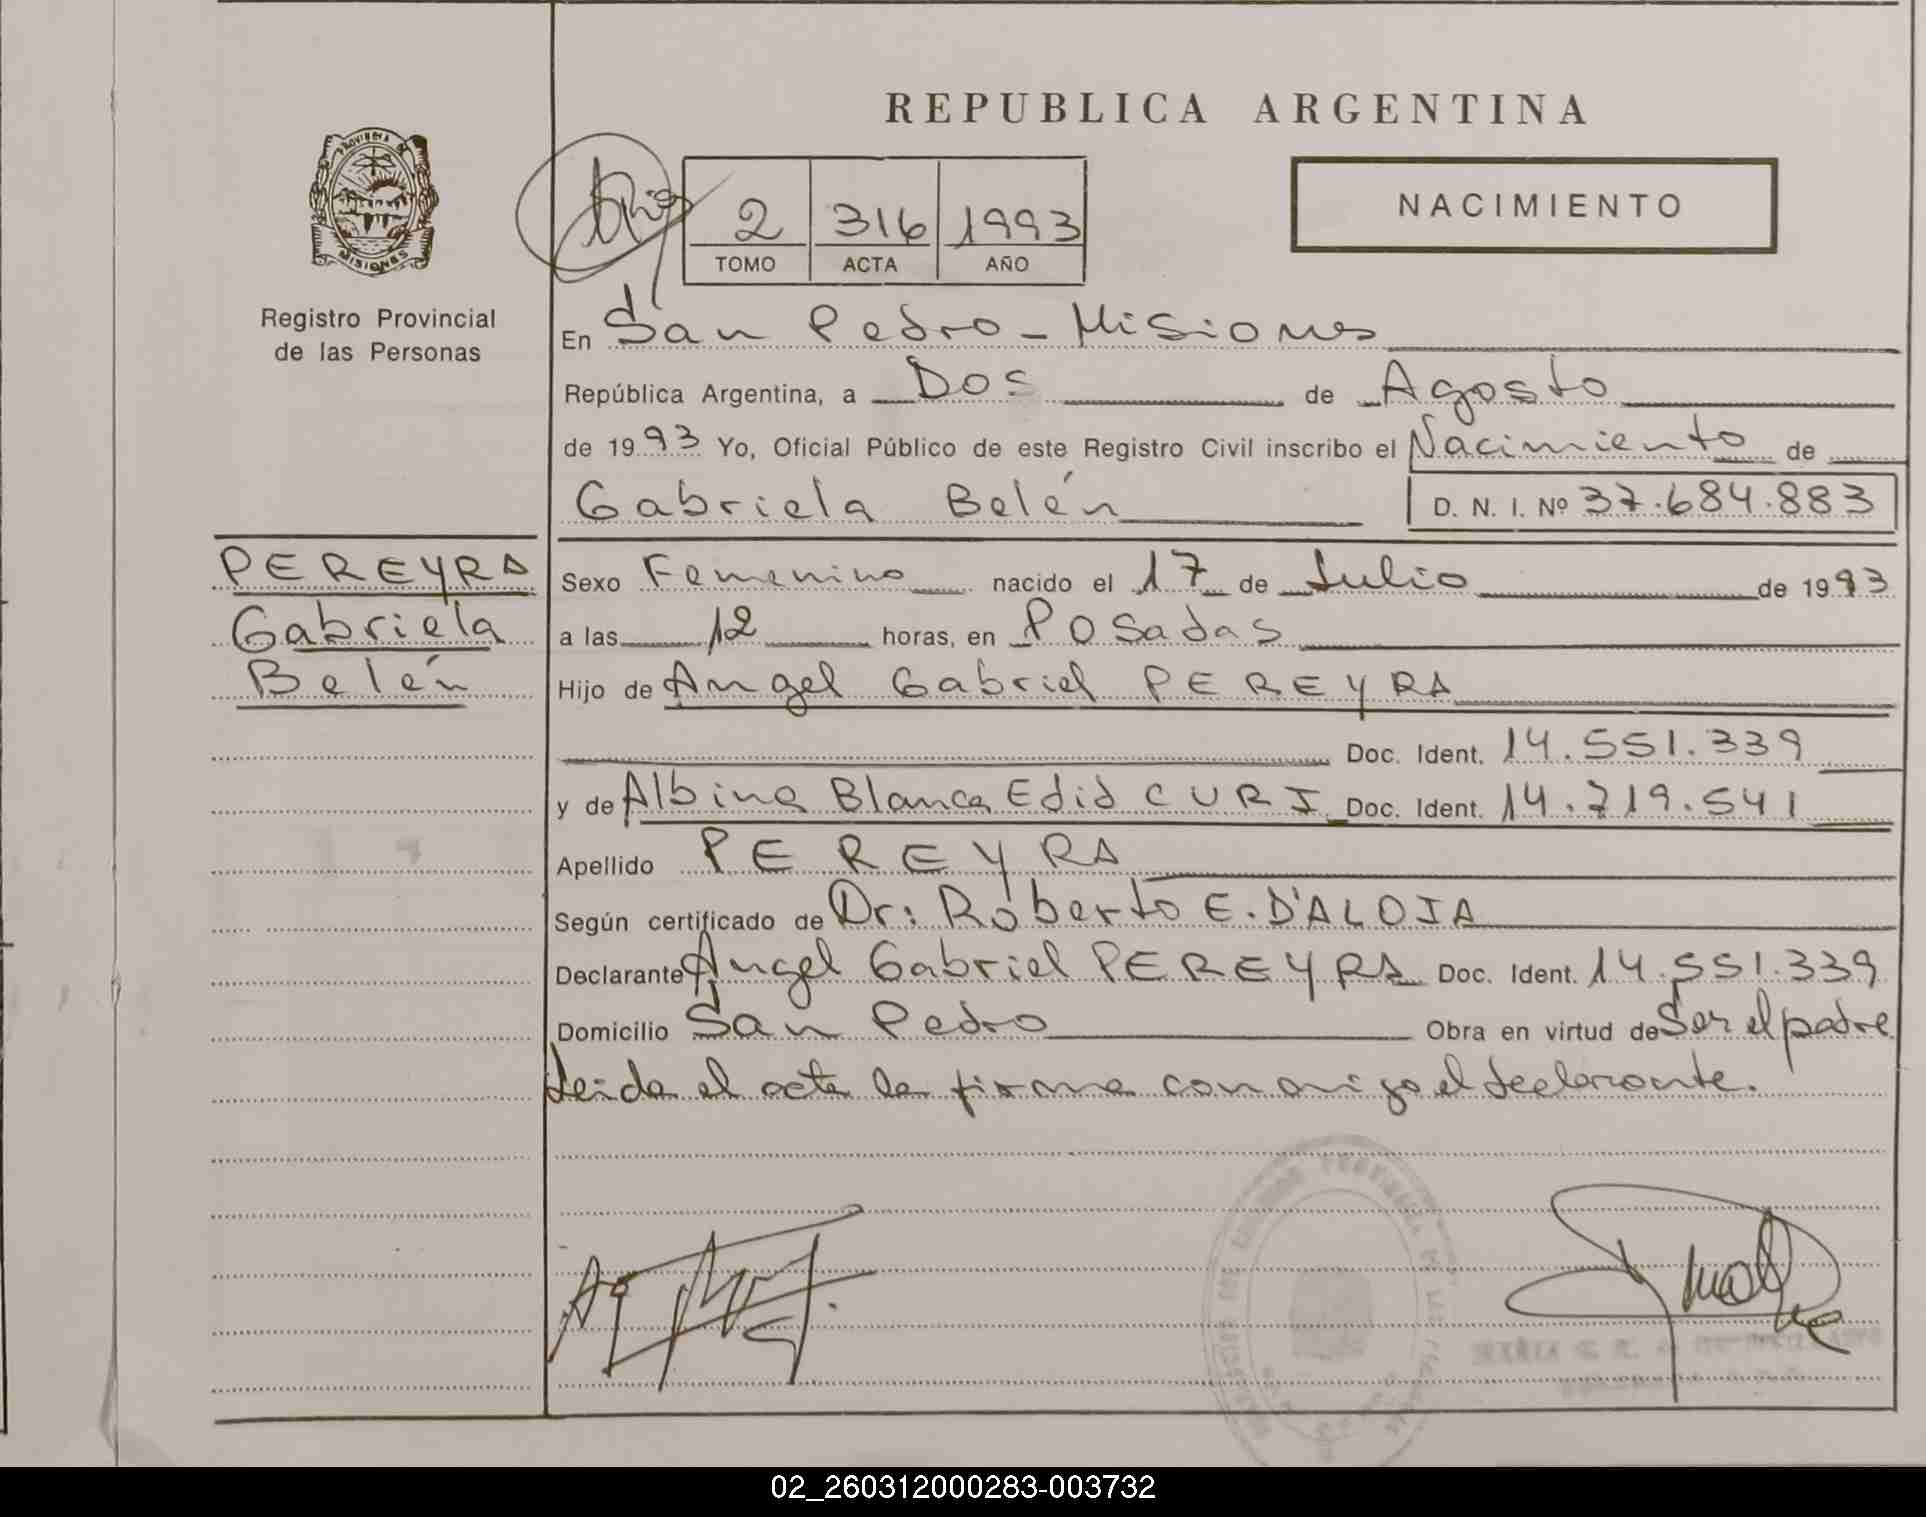 REPUBLICA ARGENTINA
PROVINCIA DE
MISIONES
Registro Provincial
de las Personas
2 316 1993
TOMO ACTA AÑO
NACIMIENTO
En San Pedro - Misiones
República Argentina, a Dos de Agosto
de 1993 Yo, Oficial Público de este Registro Civil inscribo el Nacimiento de
Gabriela Belén D. N. I. Nº 37.684.883
PEREYRA
Gabriela
Belén
Sexo Femenino nacido el 17 de Julio de 1993
a las 12 horas, en Posadas
Hijo de Angel Gabriel PEREYRA
Doc. Ident. 14.551.339
y de Albina Blanca Edid CURI Doc. Ident. 14.719.541
Apellido PEREYRA
Según certificado de Dr: Roberto E. D'ALOIA
Declarante Angel Gabriel PEREYRA Doc. Ident. 14.551.339
Domicilio San Pedro Obra en virtud de Ser el padre
Leida el acta la firma conmigo el declarante.
02_260312000283-003732